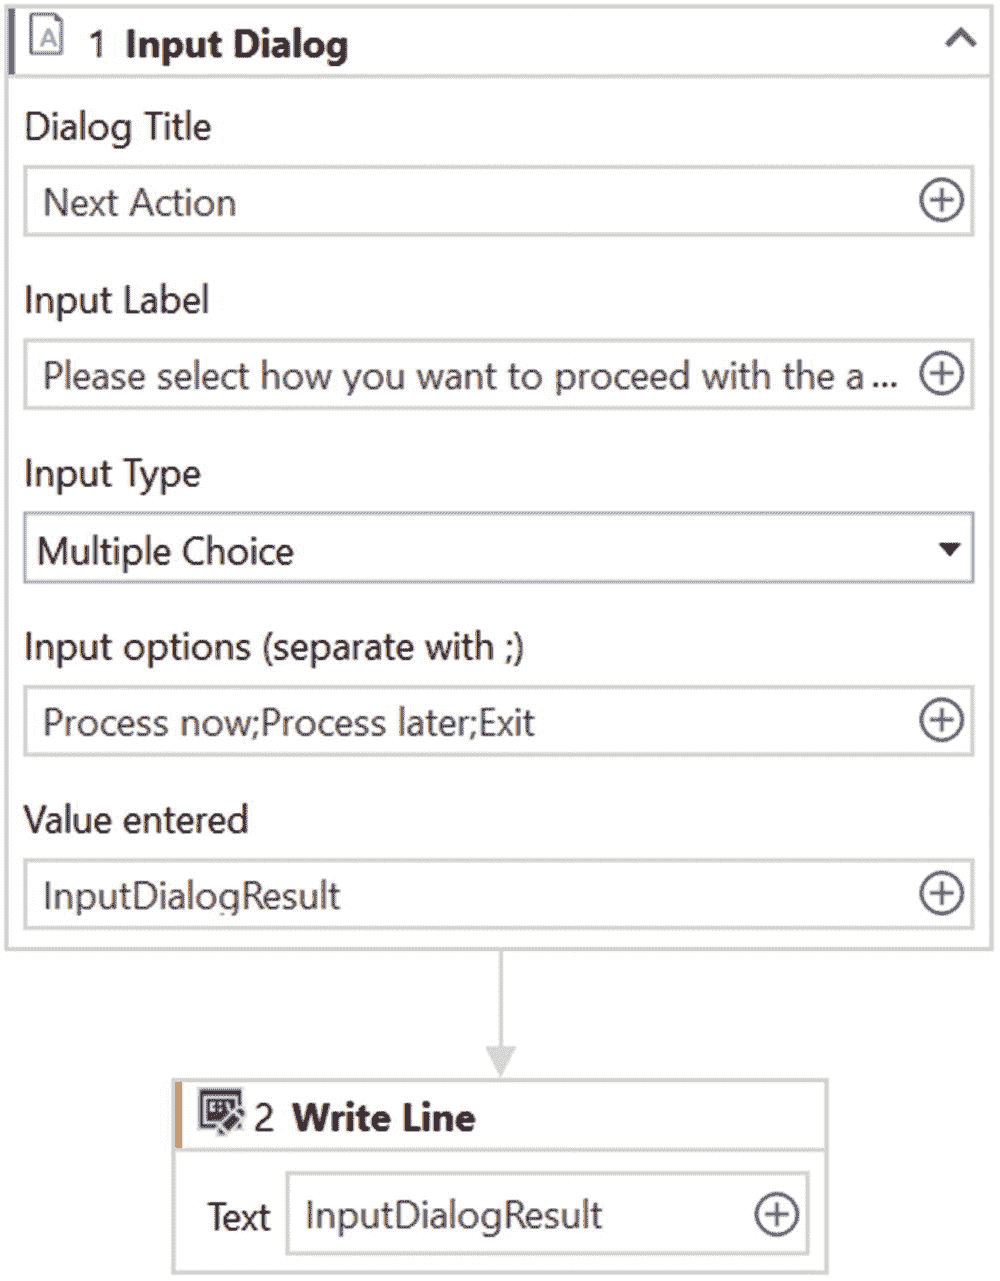 A 1 Input Dialog
Dialog Title
Next Action
Input Label
Please select how you want to proceed with the a ...
Input Type
Multiple Choice
Input options (separate with ;)
Process now;Process later;Exit
Value entered
InputDialogResult
2 Write Line
Text InputDialogResult